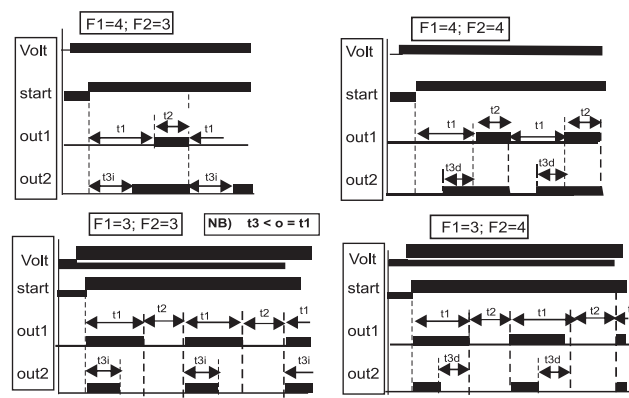 F1=4; F2=3
Volt
start
t2
t1
t1
out1
t3i
t3i
out2
F1=4; F2=4
Volt
start
t2
t2
t1
t1
out1
t3d
t3d
out2
F1=3; F2=3
NB) t3 < o = t1
Volt
start
t1
t2
t1
t2
t1
out1
t3i
t3i
t3i
out2
F1=3; F2=4
Volt
start
t1
t2
t1
t2
out1
t3d
t3d
out2